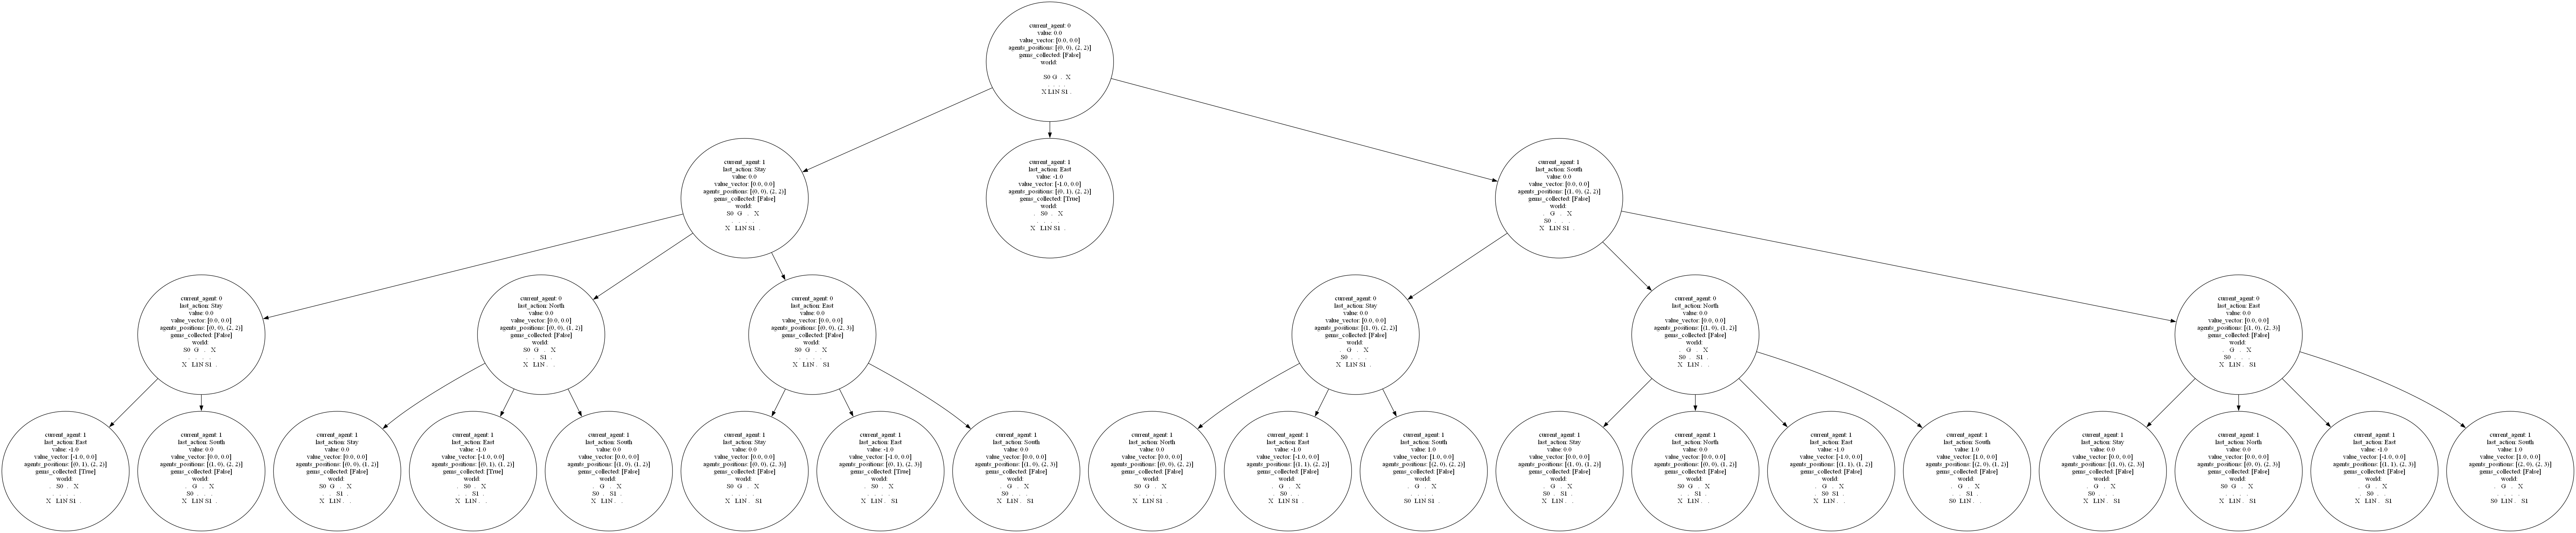 current_agent: 0
value: 0.0
value_vector: [0.0, 0.0]
agents_positions: [(0, 0), (2, 2)]
gems_collected: [False]
world:
S0 G . X
. . . .
X L1N S1 .
current_agent: 1
last_action: Stay
value: 0.0
value_vector: [0.0, 0.0]
agents_positions: [(0, 0), (2, 2)]
gems_collected: [False]
world:
S0 G . X
. . . .
X L1N S1 .
current_agent: 1
last_action: East
value: -1.0
value_vector: [-1.0, 0.0]
agents_positions: [(0, 1), (2, 2)]
gems_collected: [True]
world:
. S0 . X
. . . .
X L1N S1 .
current_agent: 1
last_action: South
value: 0.0
value_vector: [0.0, 0.0]
agents_positions: [(1, 0), (2, 2)]
gems_collected: [False]
world:
. G . X
S0 . . .
X L1N S1 .
current_agent: 0
last_action: Stay
value: 0.0
value_vector: [0.0, 0.0]
agents_positions: [(0, 0), (2, 2)]
gems_collected: [False]
world:
S0 G . X
. . . .
X L1N S1 .
current_agent: 0
last_action: North
value: 0.0
value_vector: [0.0, 0.0]
agents_positions: [(0, 0), (1, 2)]
gems_collected: [False]
world:
S0 G . X
. . S1 .
X L1N . .
current_agent: 0
last_action: East
value: 0.0
value_vector: [0.0, 0.0]
agents_positions: [(0, 0), (2, 3)]
gems_collected: [False]
world:
S0 G . X
. . . .
X L1N . S1
current_agent: 0
last_action: Stay
value: 0.0
value_vector: [0.0, 0.0]
agents_positions: [(1, 0), (2, 2)]
gems_collected: [False]
world:
. G . X
S0 . . .
X L1N S1 .
current_agent: 0
last_action: North
value: 0.0
value_vector: [0.0, 0.0]
agents_positions: [(1, 0), (1, 2)]
gems_collected: [False]
world:
. G . X
S0 . S1 .
X L1N . .
current_agent: 0
last_action: East
value: 0.0
value_vector: [0.0, 0.0]
agents_positions: [(1, 0), (2, 3)]
gems_collected: [False]
world:
. G . X
S0 . . .
X L1N . S1
current_agent: 1
last_action: East
value: -1.0
value_vector: [-1.0, 0.0]
agents_positions: [(0, 1), (2, 2)]
gems_collected: [True]
world:
. S0 . X
. . . .
X L1N S1 .
current_agent: 1
last_action: South
value: 0.0
value_vector: [0.0, 0.0]
agents_positions: [(1, 0), (2, 2)]
gems_collected: [False]
world:
. G . X
S0 . . .
X L1N S1 .
current_agent: 1
last_action: Stay
value: 0.0
value_vector: [0.0, 0.0]
agents_positions: [(0, 0), (1, 2)]
gems_collected: [False]
world:
S0 G . X
. . S1 .
X L1N . .
current_agent: 1
last_action: East
value: -1.0
value_vector: [-1.0, 0.0]
agents_positions: [(0, 1), (1, 2)]
gems_collected: [True]
world:
. S0 . X
. . S1 .
X L1N . .
current_agent: 1
last_action: South
value: 0.0
value_vector: [0.0, 0.0]
agents_positions: [(1, 0), (1, 2)]
gems_collected: [False]
world:
. G . X
S0 . S1 .
X L1N . .
current_agent: 1
last_action: Stay
value: 0.0
value_vector: [0.0, 0.0]
agents_positions: [(0, 0), (2, 3)]
gems_collected: [False]
world:
S0 G . X
. . . .
X L1N . S1
current_agent: 1
last_action: East
value: -1.0
value_vector: [-1.0, 0.0]
agents_positions: [(0, 1), (2, 3)]
gems_collected: [True]
world:
. S0 . X
. . . .
X L1N . S1
current_agent: 1
last_action: South
value: 0.0
value_vector: [0.0, 0.0]
agents_positions: [(1, 0), (2, 3)]
gems_collected: [False]
world:
. G . X
S0 . . .
X L1N . S1
current_agent: 1
last_action: North
value: 0.0
value_vector: [0.0, 0.0]
agents_positions: [(0, 0), (2, 2)]
gems_collected: [False]
world:
S0 G . X
. . . .
X L1N S1 .
current_agent: 1
last_action: East
value: -1.0
value_vector: [-1.0, 0.0]
agents_positions: [(1, 1), (2, 2)]
gems_collected: [False]
world:
. G . X
. S0 . .
X L1N S1 .
current_agent: 1
last_action: South
value: 1.0
value_vector: [1.0, 0.0]
agents_positions: [(2, 0), (2, 2)]
gems_collected: [False]
world:
. G . X
. . . .
S0 L1N S1 .
current_agent: 1
last_action: Stay
value: 0.0
value_vector: [0.0, 0.0]
agents_positions: [(1, 0), (1, 2)]
gems_collected: [False]
world:
. G . X
S0 . S1 .
X L1N . .
current_agent: 1
last_action: North
value: 0.0
value_vector: [0.0, 0.0]
agents_positions: [(0, 0), (1, 2)]
gems_collected: [False]
world:
S0 G . X
. . S1 .
X L1N . .
current_agent: 1
last_action: East
value: -1.0
value_vector: [-1.0, 0.0]
agents_positions: [(1, 1), (1, 2)]
gems_collected: [False]
world:
. G . X
. S0 S1 .
X L1N . .
current_agent: 1
last_action: South
value: 1.0
value_vector: [1.0, 0.0]
agents_positions: [(2, 0), (1, 2)]
gems_collected: [False]
world:
. G . X
. . S1 .
S0 L1N . .
current_agent: 1
last_action: Stay
value: 0.0
value_vector: [0.0, 0.0]
agents_positions: [(1, 0), (2, 3)]
gems_collected: [False]
world:
. G . X
S0 . . .
X L1N . S1
current_agent: 1
last_action: North
value: 0.0
value_vector: [0.0, 0.0]
agents_positions: [(0, 0), (2, 3)]
gems_collected: [False]
world:
S0 G . X
. . . .
X L1N . S1
current_agent: 1
last_action: East
value: -1.0
value_vector: [-1.0, 0.0]
agents_positions: [(1, 1), (2, 3)]
gems_collected: [False]
world:
. G . X
. S0 . .
X L1N . S1
current_agent: 1
last_action: South
value: 1.0
value_vector: [1.0, 0.0]
agents_positions: [(2, 0), (2, 3)]
gems_collected: [False]
world:
. G . X
. . . .
S0 L1N . S1